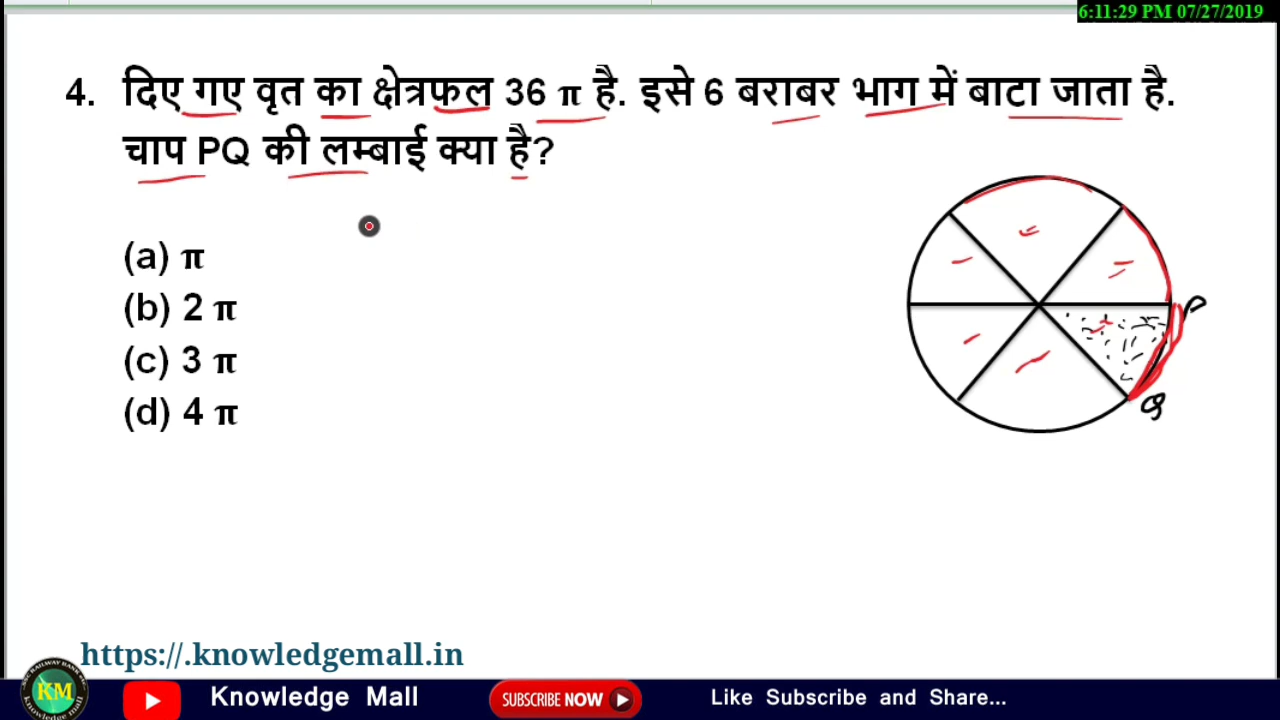 6:11:29 PM 07/27/2019
4. दिए गए वृत का क्षेत्रफल 36 π है. इसे 6 बराबर भाग में बाटा जाता है.
चाप PQ की लम्बाई क्या है?
(a) π
(b) 2 π
(c) 3 π
(d) 4 π
P
Q
https://.knowledgemall.in
KM
Knowledge Mall
SUBSCRIBE NOW
Like Subscribe and Share...